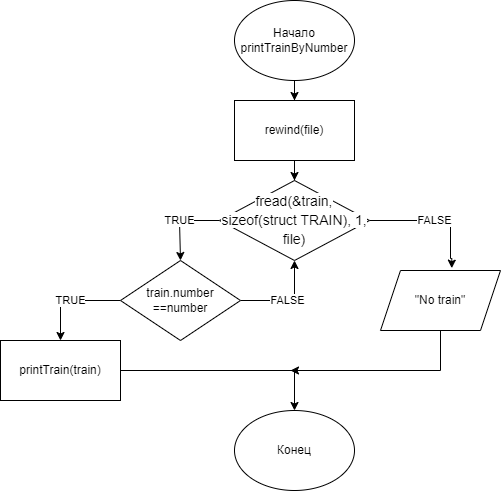 Начало
printTrainByNumber
rewind(file)
fread(&train,
sizeof(struct TRAIN), 1,
file)
TRUE
FALSE
train.number
==number
TRUE
FALSE
"No train"
printTrain(train)
Конец